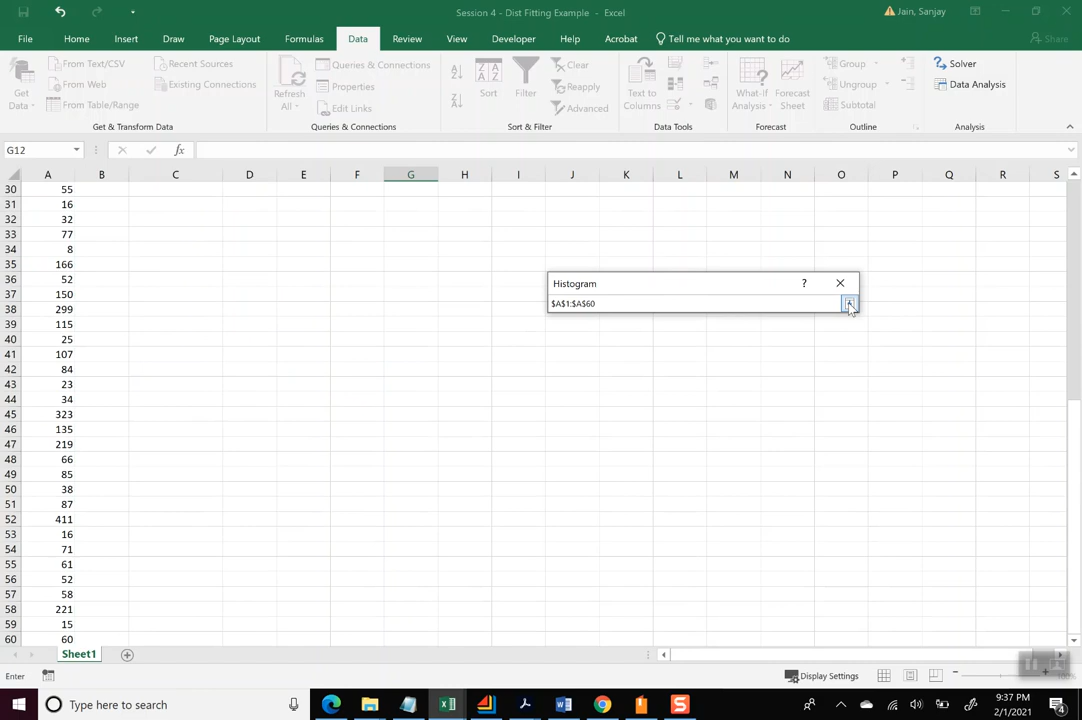 Session 4 - Dist Fitting Example - Excel
Jain, Sanjay
File Home Insert Draw Page Layout Formulas Data Review View Developer Help Acrobat Tell me what you want to do Share
Get Data
From Text/CSV
From Web
From Table/Range
Recent Sources
Existing Connections
Get & Transform Data
Refresh All
Queries & Connections
Properties
Edit Links
Queries & Connections
Sort
Filter
Clear
Reapply
Advanced
Sort & Filter
Text to Columns
Data Tools
What-If Analysis
Forecast Sheet
Forecast
Group
Ungroup
Subtotal
Outline
Solver
Data Analysis
Analysis
G12 fx
A B C D E F G H I J K L M N O P Q R S
30 55
31 16
32 32
33 77
34 8
35 166
36 52
37 150
38 299
39 115
40 25
41 107
42 84
43 23
44 34
45 323
46 135
47 219
48 66
49 85
50 38
51 87
52 411
53 16
54 71
55 61
56 52
57 58
58 221
59 15
60 60
Histogram ?
$A$1:$A$60
Sheet1
Enter
Display Settings
Type here to search
9:37 PM
2/1/2021
4